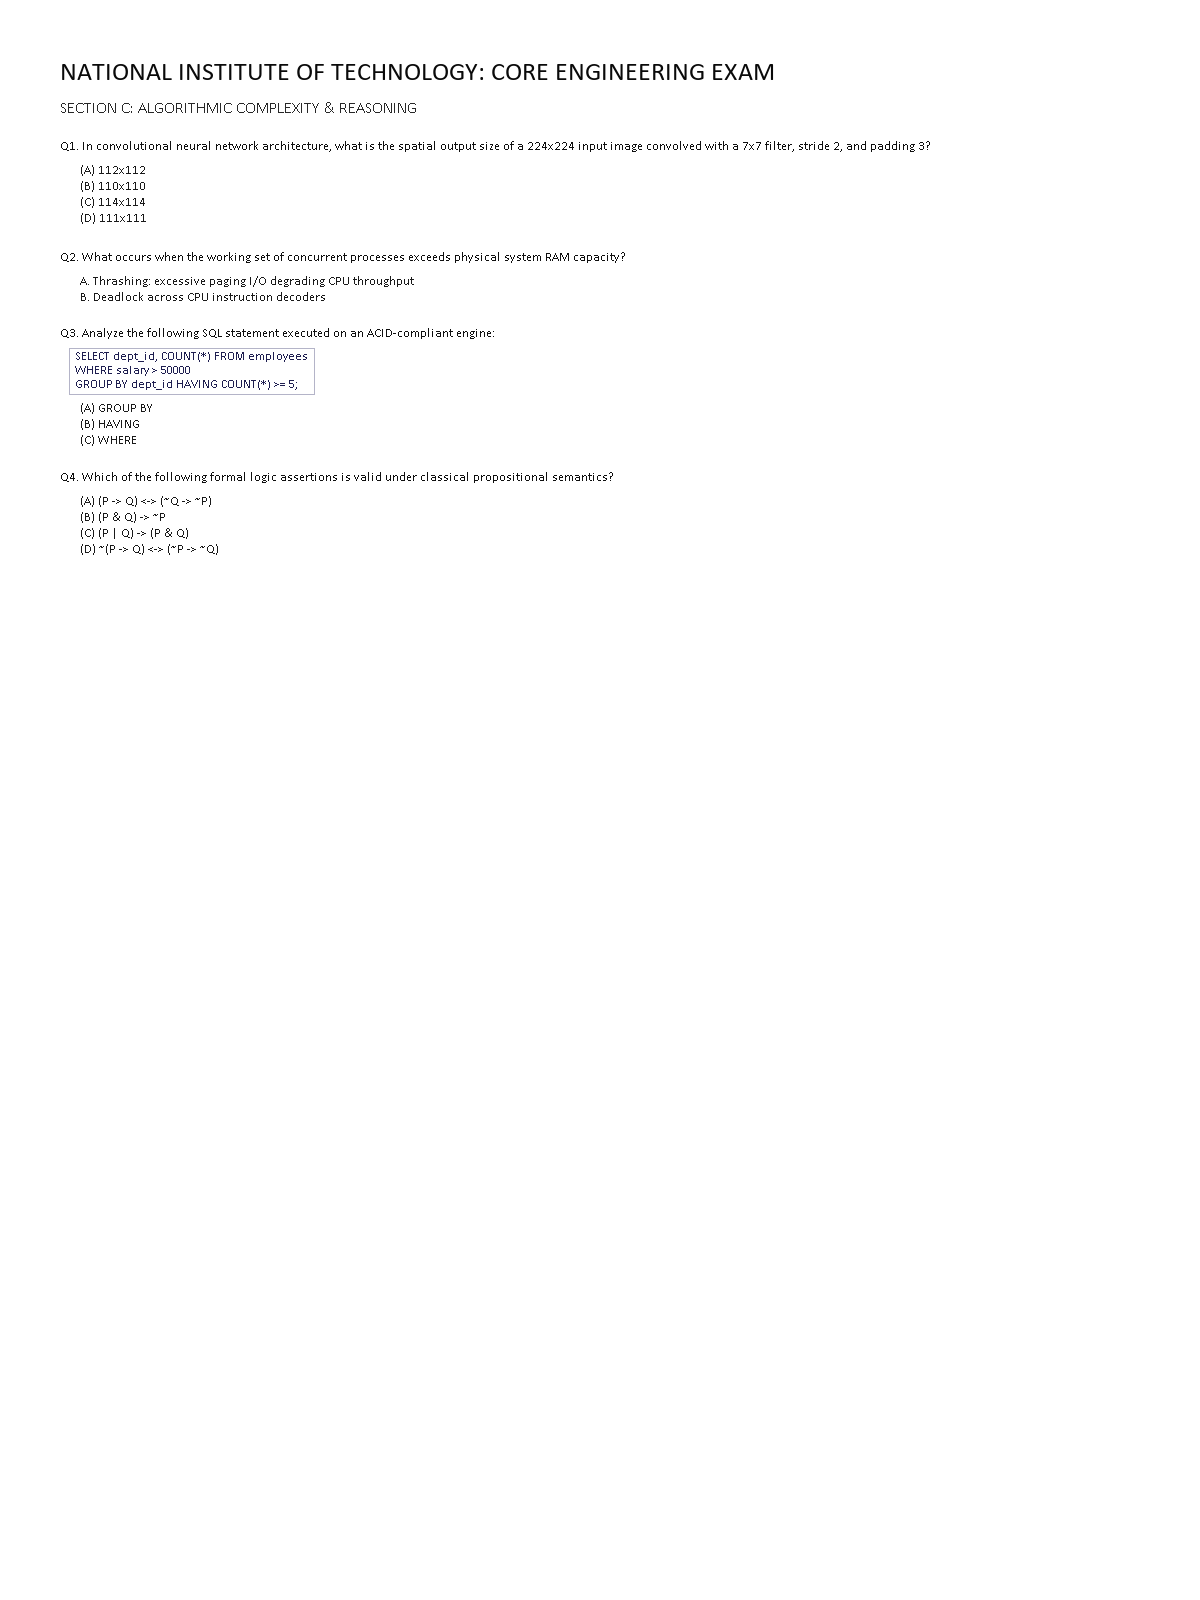 NATIONAL INSTITUTE OF TECHNOLOGY: CORE ENGINEERING EXAM
SECTION C: ALGORITHMIC COMPLEXITY & REASONING
Q1. In convolutional neural network architecture, what is the spatial output size of a 224x224 input image convolved with a 7x7 filter, stride 2, and padding 3?
(A) 112x112
(B) 110x110
(C) 114x114
(D) 111x111
Q2. What occurs when the working set of concurrent processes exceeds physical system RAM capacity?
A. Thrashing: excessive paging I/O degrading CPU throughput
B. Deadlock across CPU instruction decoders
Q3. Analyze the following SQL statement executed on an ACID-compliant engine:
SELECT dept_id, COUNT(*) FROM employees
WHERE salary > 50000
GROUP BY dept_id HAVING COUNT(*) >= 5;
(A) GROUP BY
(B) HAVING
(C) WHERE
Q4. Which of the following formal logic assertions is valid under classical propositional semantics?
(A) (P -> Q) <-> (~Q -> ~P)
(B) (P & Q) -> ~P
(C) (P | Q) -> (P & Q)
(D) ~(P -> Q) <-> (~P -> ~Q)